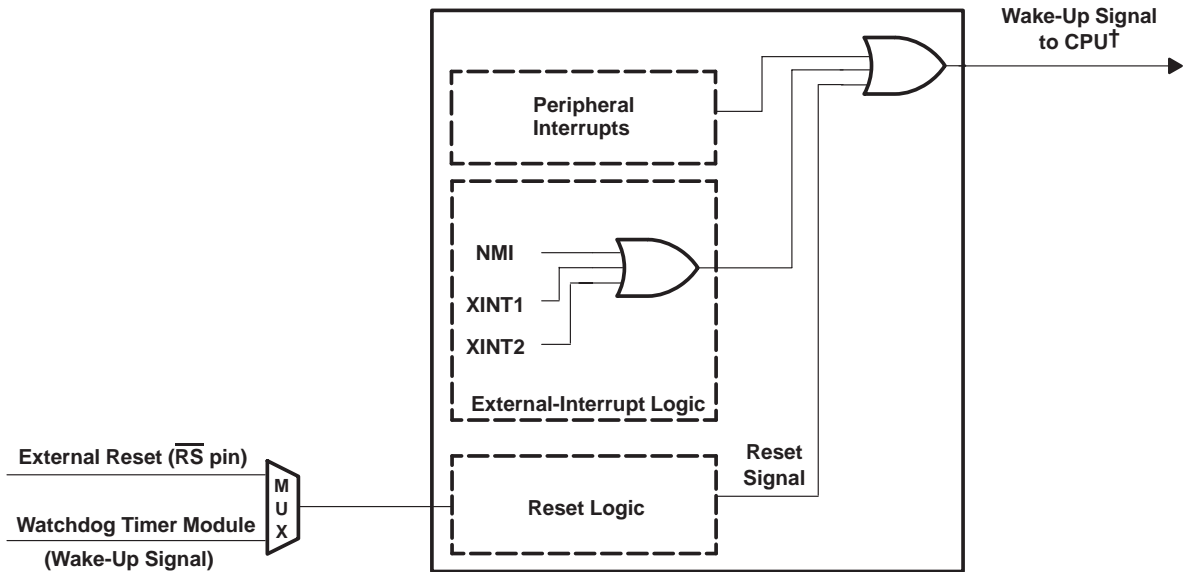 Wake-Up Signal
to CPU†
Peripheral
Interrupts
NMI
XINT1
XINT2
External-Interrupt Logic
External Reset (R̅S̅ pin)
MUX
Watchdog Timer Module
(Wake-Up Signal)
Reset Logic
Reset
Signal